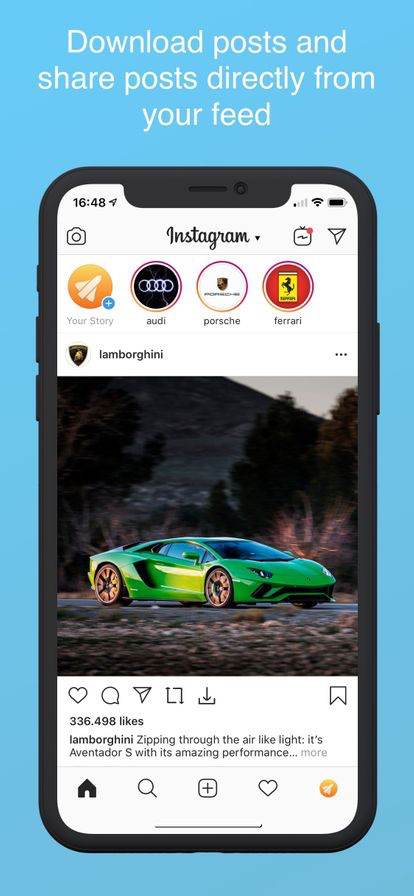 Download posts and
share posts directly from
your feed
16:48
Instagram
Your Story
audi
porsche
ferrari
PORSCHE
Ferrari
lamborghini
336.498 likes
lamborghini Zipping through the air like light: it's
Aventador S with its amazing performance... more